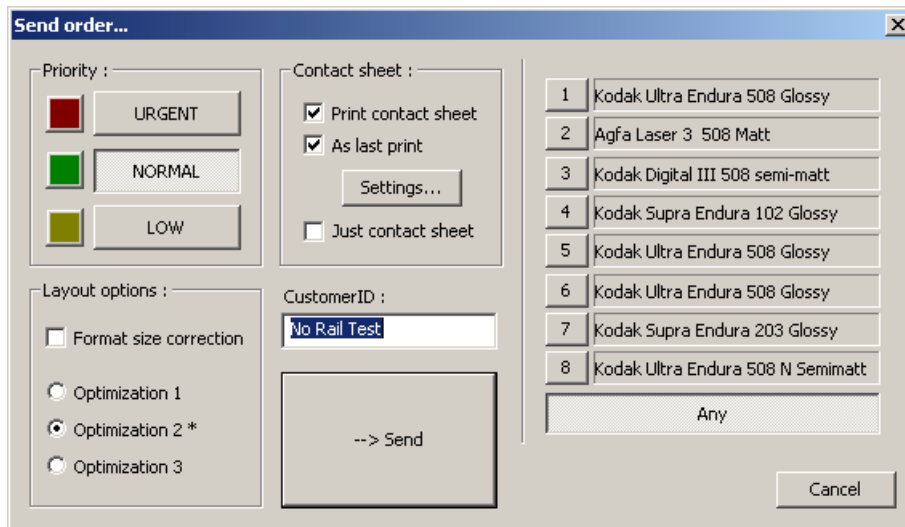 Send order...
Priority :
URGENT
NORMAL
LOW
Contact sheet :
Print contact sheet
As last print
Settings...
Just contact sheet
Layout options :
Format size correction
Optimization 1
Optimization 2 *
Optimization 3
CustomerID :
No Rail Test
--> Send
1 Kodak Ultra Endura 508 Glossy
2 Agfa Laser 3  508 Matt
3 Kodak Digital III 508 semi-matt
4 Kodak Supra Endura 102 Glossy
5 Kodak Ultra Endura 508 Glossy
6 Kodak Ultra Endura 508 Glossy
7 Kodak Supra Endura 203 Glossy
8 Kodak Ultra Endura 508 N Semimatt
Any
Cancel